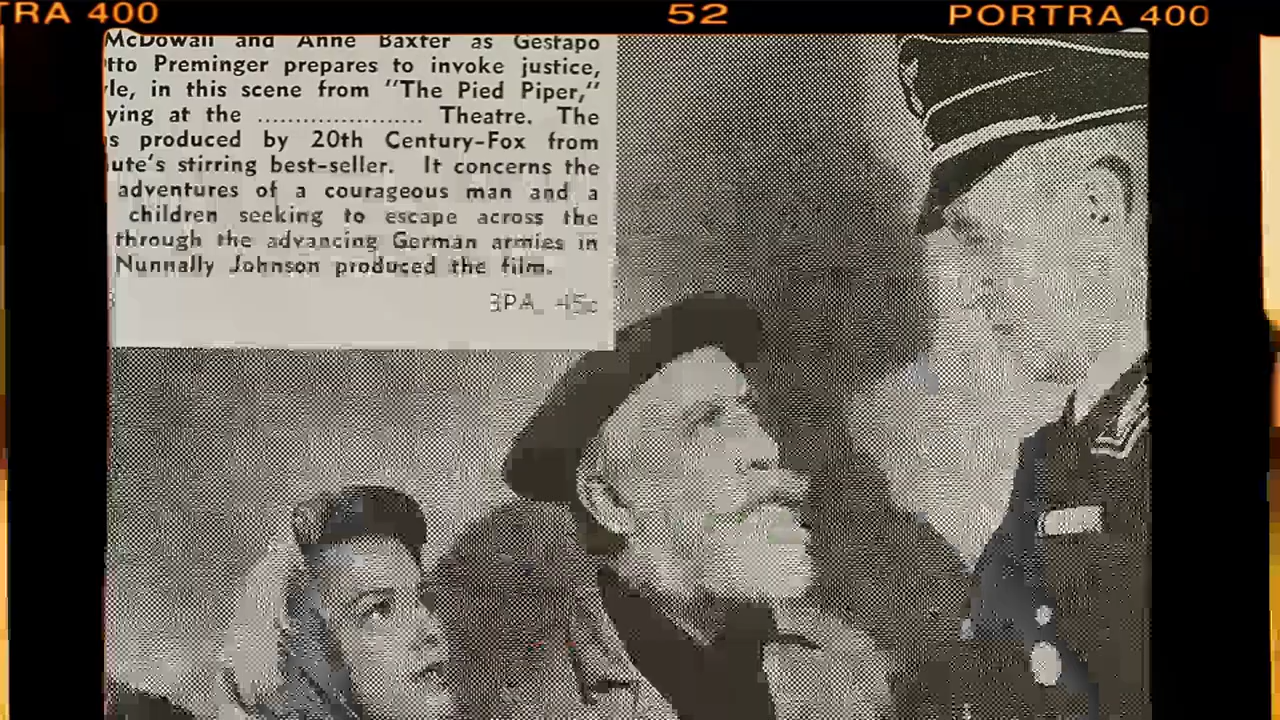 TRA 400 52 PORTRA 400
McDowall and Anne Baxter as Gestapo
tto Preminger prepares to invoke justice,
le, in this scene from "The Pied Piper,"
ying at the ...................... Theatre. The
s produced by 20th Century-Fox from
ute's stirring best-seller. It concerns the
adventures of a courageous man and a
children seeking to escape across the
through the advancing German armies in
Nunnally Johnson produced the film.